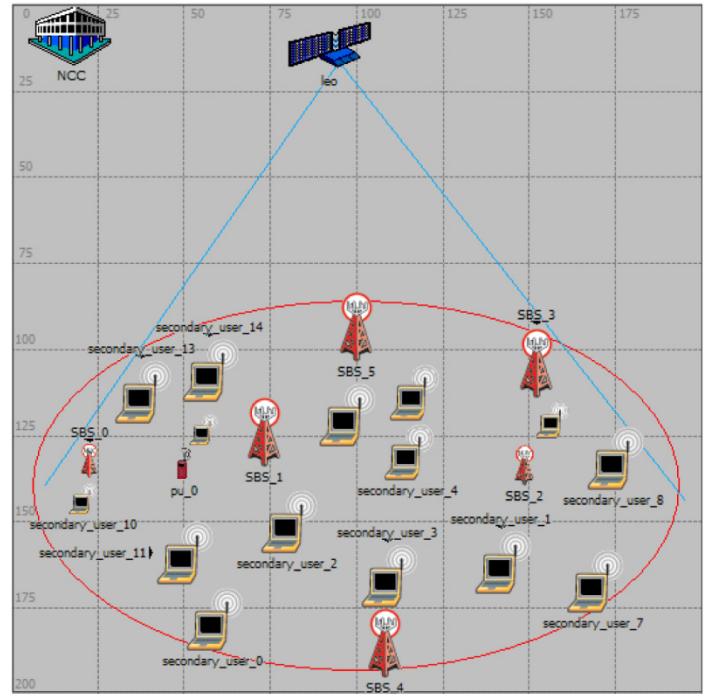 0 25 50 75 100 125 150 175
NCC
leo
25
50
75
100
125
150
175
200
SBS_3
secondary_user_14
secondary_user_13
SBS_5
SBS_0
SBS_1
pu_0
secondary_user_4
SBS_2
secondary_user_8
secondary_user_10
secondary_user_1
secondary_user_3
secondary_user_11
secondary_user_2
secondary_user_7
secondary_user_0
SBS_4